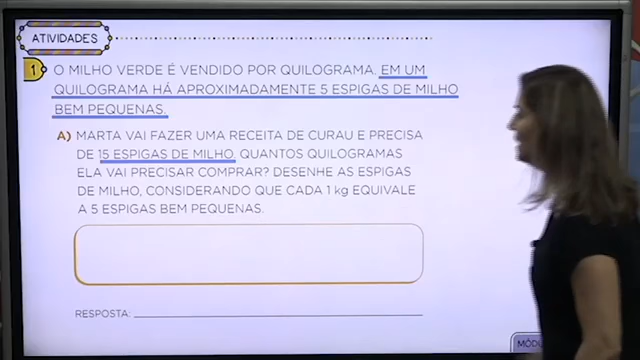 ATIVIDADES
1 O MILHO VERDE É VENDIDO POR QUILOGRAMA. EM UM
QUILOGRAMA HÁ APROXIMADAMENTE 5 ESPIGAS DE MILHO
BEM PEQUENAS.
A) MARTA VAI FAZER UMA RECEITA DE CURAU E PRECISA
DE 15 ESPIGAS DE MILHO. QUANTOS QUILOGRAMAS
ELA VAI PRECISAR COMPRAR? DESENHE AS ESPIGAS
DE MILHO, CONSIDERANDO QUE CADA 1 kg EQUIVALE
A 5 ESPIGAS BEM PEQUENAS.
RESPOSTA: